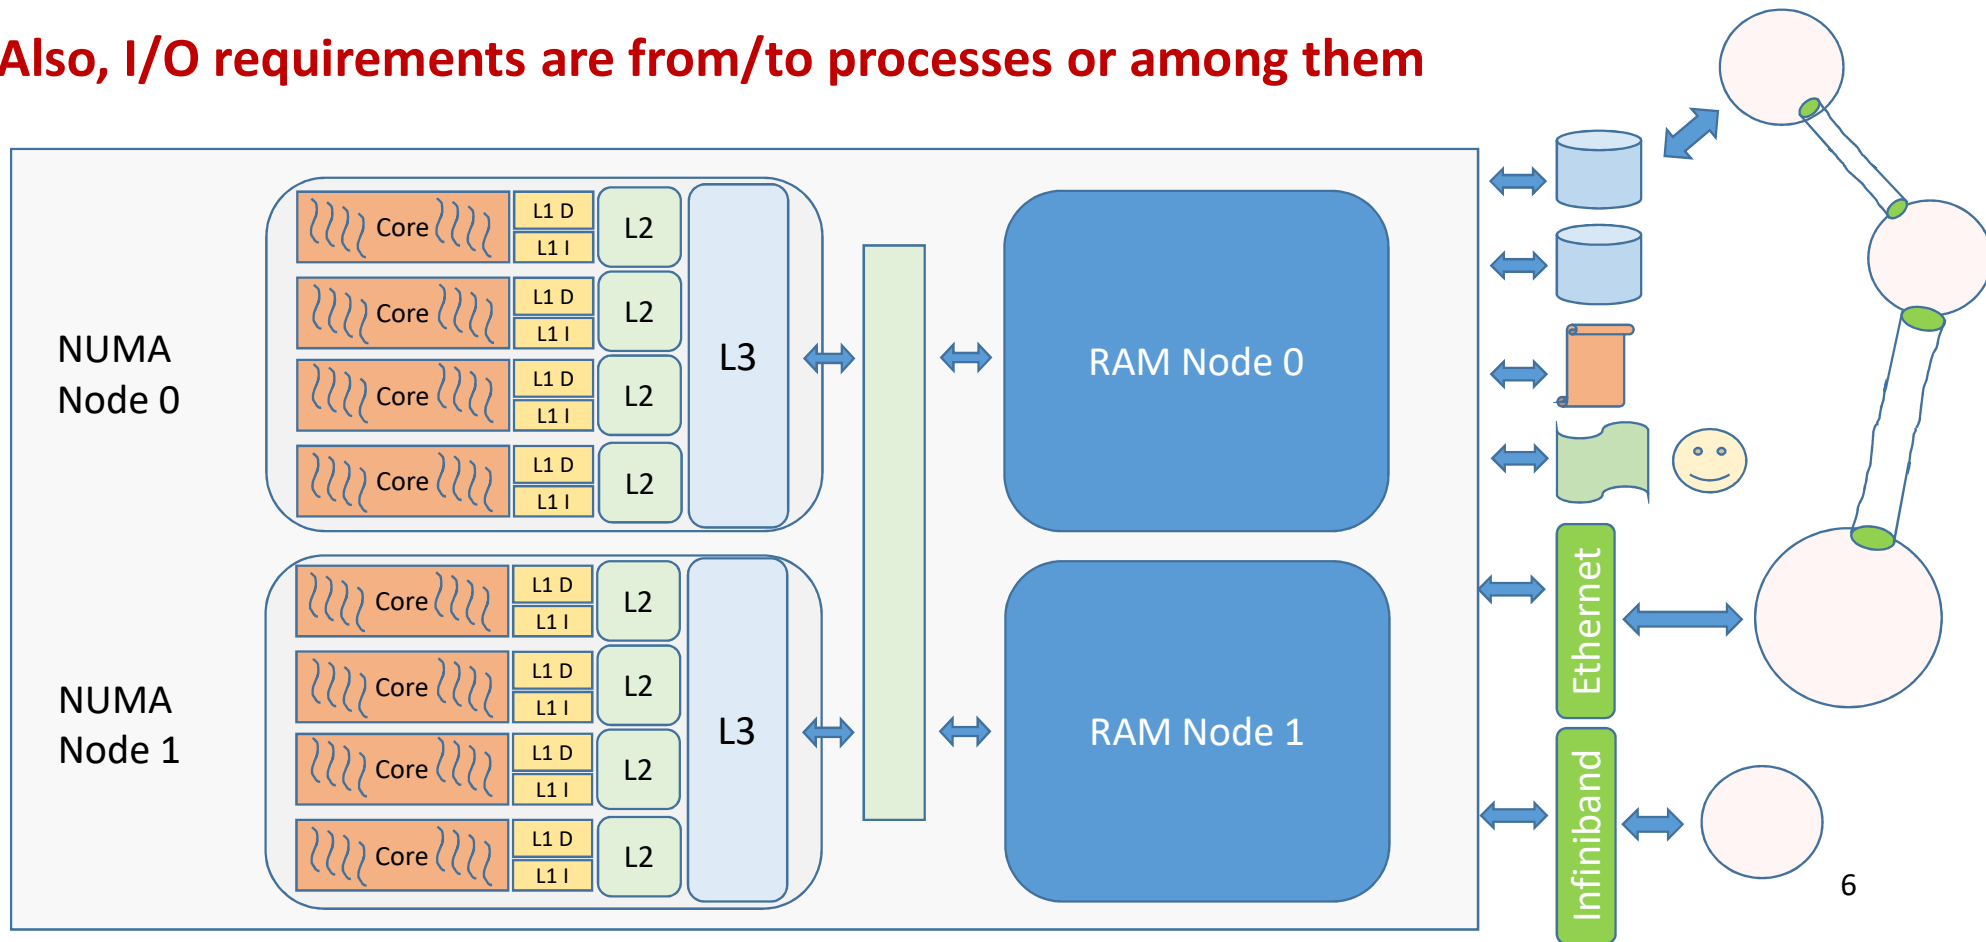 Also, I/O requirements are from/to processes or among them
NUMA
Node 0
Core
L1 D
L1 I
L2
Core
L1 D
L1 I
L2
Core
L1 D
L1 I
L2
Core
L1 D
L1 I
L2
L3
RAM Node 0
NUMA
Node 1
Core
L1 D
L1 I
L2
Core
L1 D
L1 I
L2
Core
L1 D
L1 I
L2
Core
L1 D
L1 I
L2
L3
RAM Node 1
Ethernet
Infiniband
6